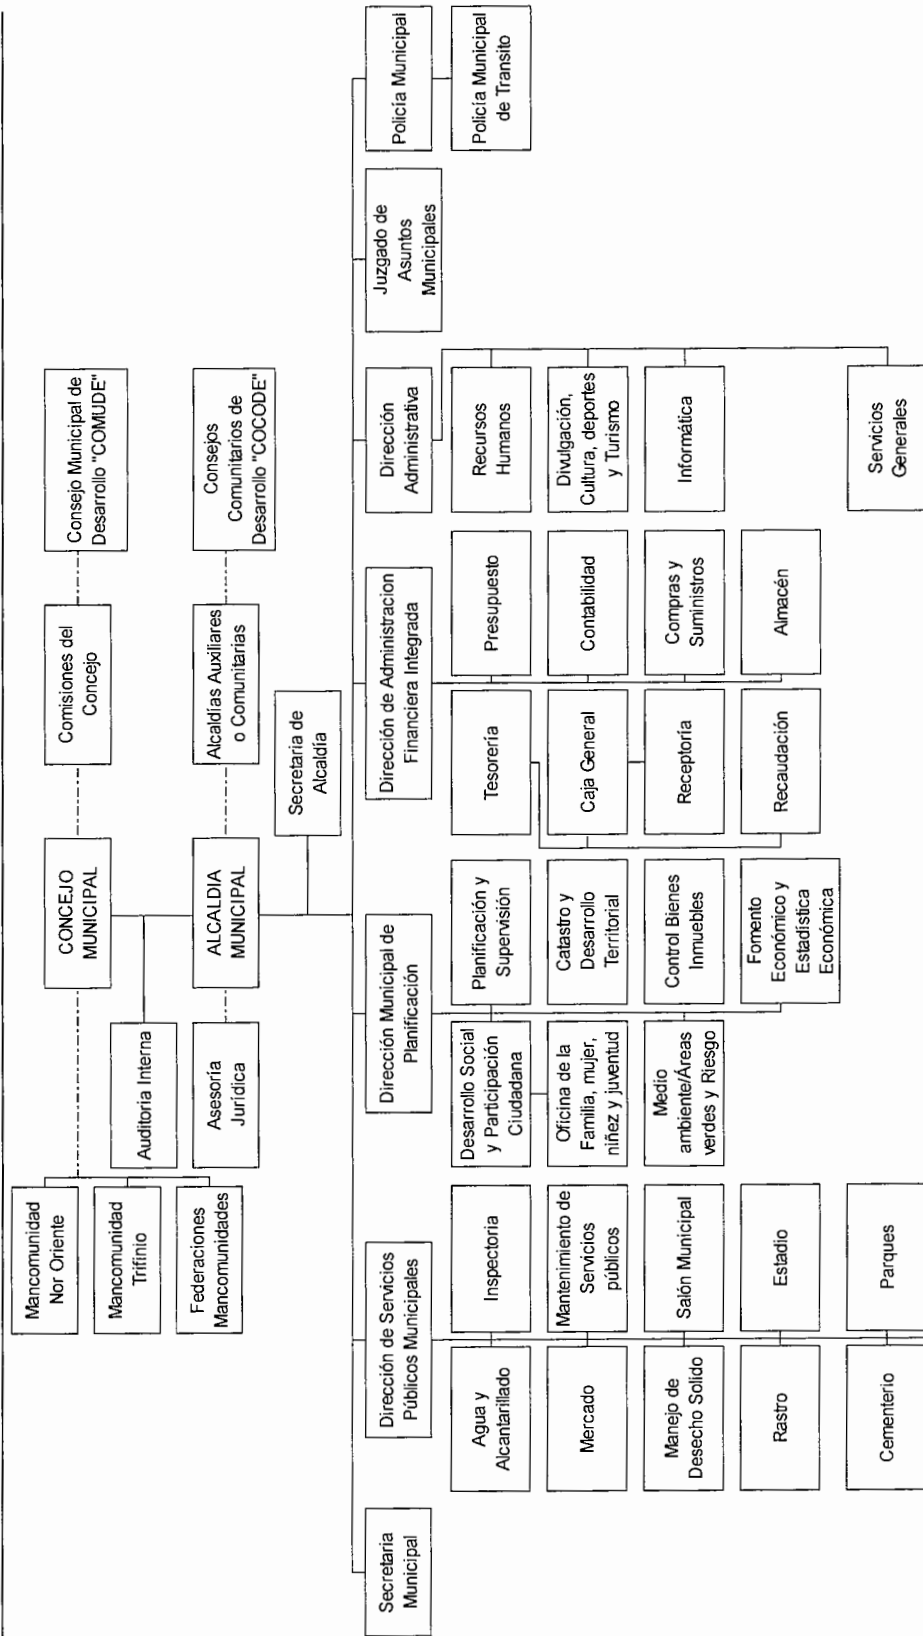 CONCEJO
MUNICIPAL
Comisiones del
Concejo
Consejo Municipal de
Desarrollo "COMUDE"
Mancomunidad
Nor Oriente
Mancomunidad
Trifinio
Federaciones
Mancomunidades
Auditoria Interna
Asesoría
Jurídica
ALCALDIA
MUNICIPAL
Alcaldías Auxiliares
o Comunitarias
Consejos
Comunitarios de
Desarrollo "COCODE"
Secretaria de
Alcaldía
Secretaria
Municipal
Dirección de Servicios
Públicos Municipales
Dirección Municipal de
Planificación
Dirección de Administracion
Financiera Integrada
Dirección
Administrativa
Juzgado de
Asuntos
Municipales
Policía Municipal
Policía Municipal
de Transito
Agua y
Alcantarillado
Inspectoria
Mercado
Mantenimiento de
Servicios
públicos
Manejo de
Desecho Solido
Salón Municipal
Rastro
Estadio
Cementerio
Parques
Desarrollo Social
y Participación
Ciudadana
Planificación y
Supervisión
Oficina de la
Familia, mujer,
niñez y juventud
Catastro y
Desarrollo
Territorial
Medio
ambiente/Áreas
verdes y Riesgo
Control Bienes
Inmuebles
Fomento
Económico y
Estadística
Económica
Tesorería
Presupuesto
Caja General
Contabilidad
Receptoría
Compras y
Suministros
Recaudación
Almacén
Recursos
Humanos
Divulgación,
Cultura, deportes
y Turismo
Informática
Servicios
Generales